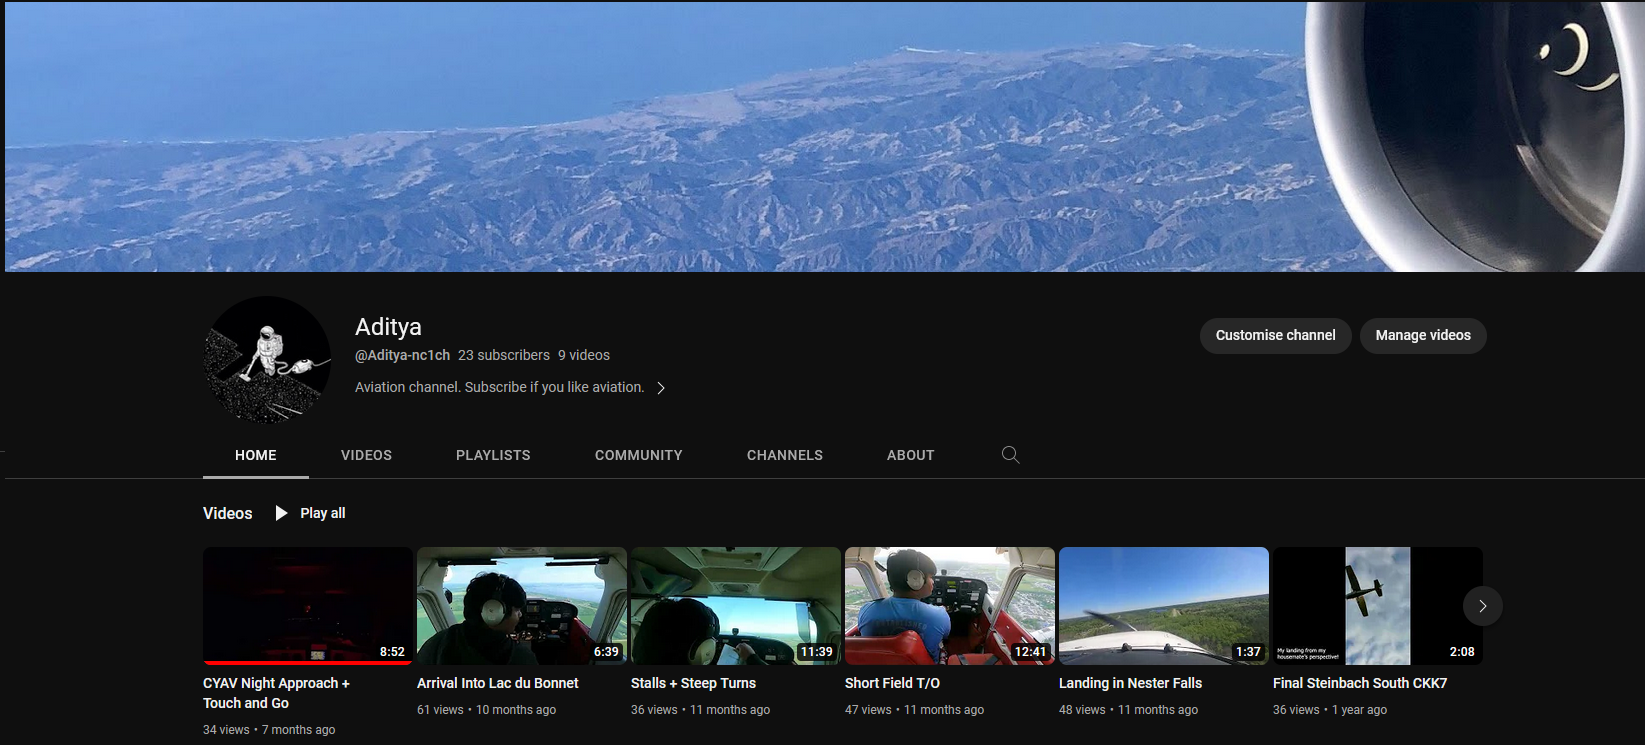 Aditya
@Aditya-nc1ch 23 subscribers 9 videos
Aviation channel. Subscribe if you like aviation.
Customise channel
Manage videos
HOME
VIDEOS
PLAYLISTS
COMMUNITY
CHANNELS
ABOUT
Videos
Play all
8:52
CYAV Night Approach +
Touch and Go
34 views • 7 months ago
6:39
Arrival Into Lac du Bonnet
61 views • 10 months ago
11:39
Stalls + Steep Turns
36 views • 11 months ago
12:41
Short Field T/O
47 views • 11 months ago
1:37
Landing in Nester Falls
48 views • 11 months ago
My landing from my
housemate's perspective!
2:08
Final Steinbach South CKK7
36 views • 1 year ago